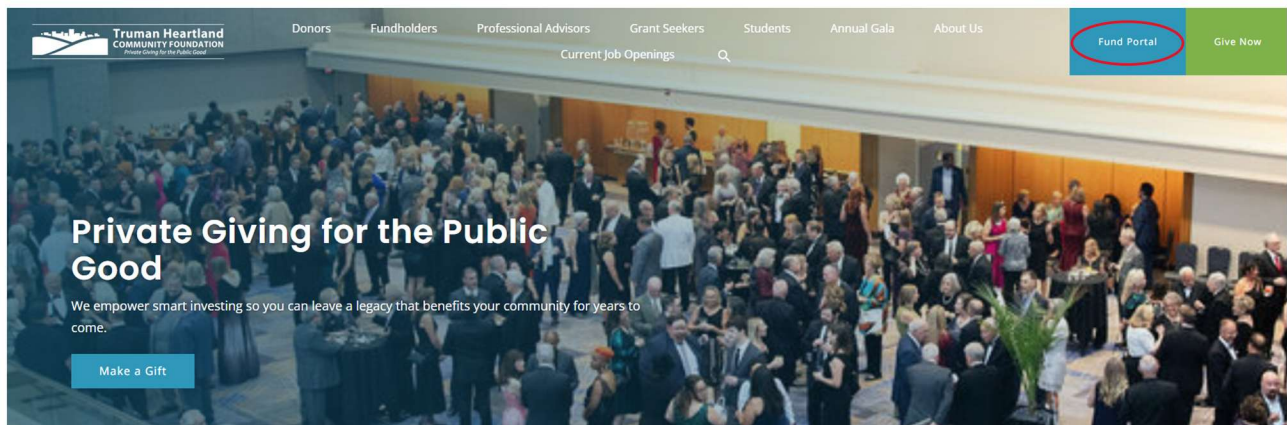 Truman Heartland
COMMUNITY FOUNDATION
Private Giving for the Public Good
Donors Fundholders Professional Advisors Grant Seekers Students Annual Gala About Us
Current Job Openings
Fund Portal
Give Now
Private Giving for the Public
Good
We empower smart investing so you can leave a legacy that benefits your community for years to
come.
Make a Gift